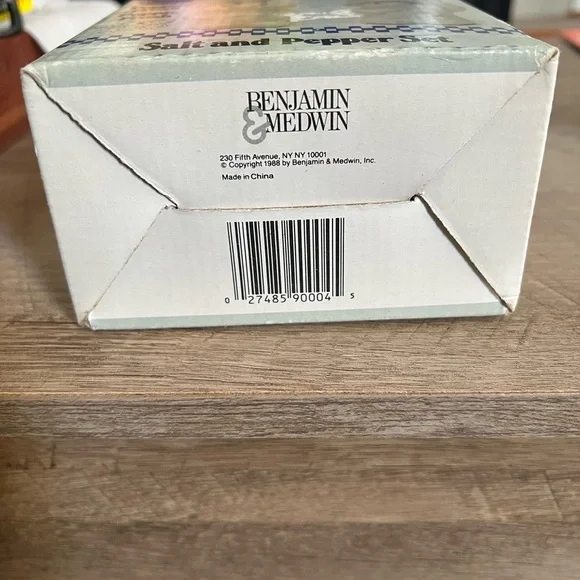 Salt and Pepper Set
BENJAMIN
& MEDWIN
230 Fifth Avenue, NY NY 10001
© Copyright 1988 by Benjamin & Medwin, Inc.
Made in China
0 27485 90004 5